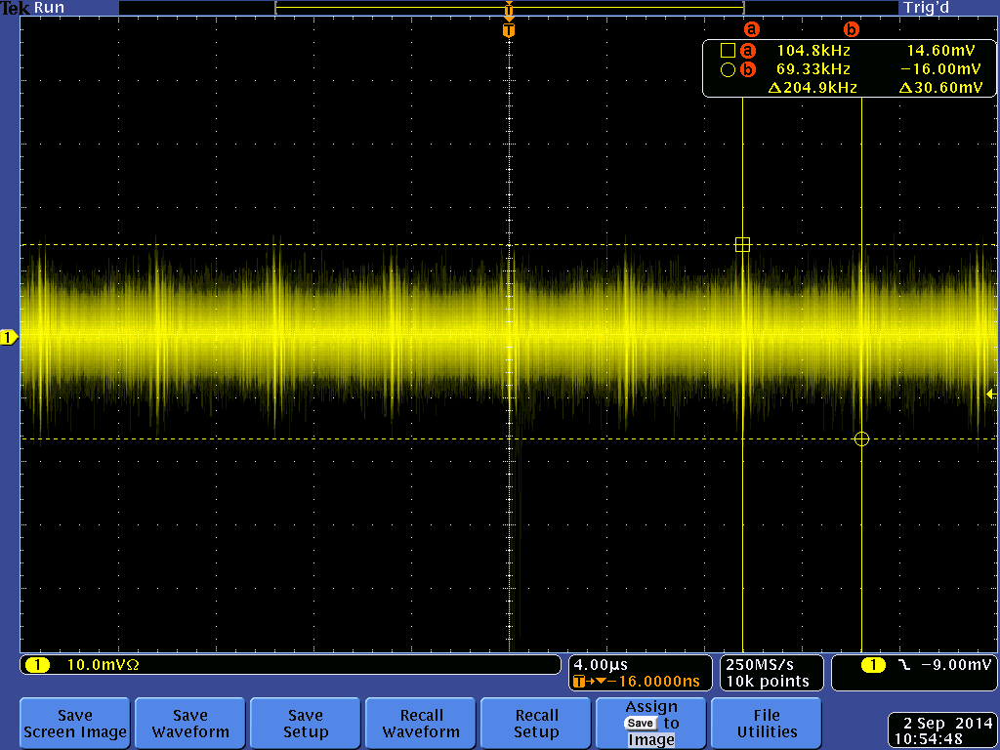 Tek Run Trig'd
T
T
a b
a 104.8kHz 14.60mV
b 69.33kHz −16.00mV
Δ204.9kHz Δ30.60mV
1
1 10.0mVΩ
4.00µs
T→▼−16.0000ns
250MS/s
10k points
1 −9.00mV
Save
Screen Image
Save
Waveform
Save
Setup
Recall
Waveform
Recall
Setup
Assign
Save to
Image
File
Utilities
2 Sep 2014
10:54:48